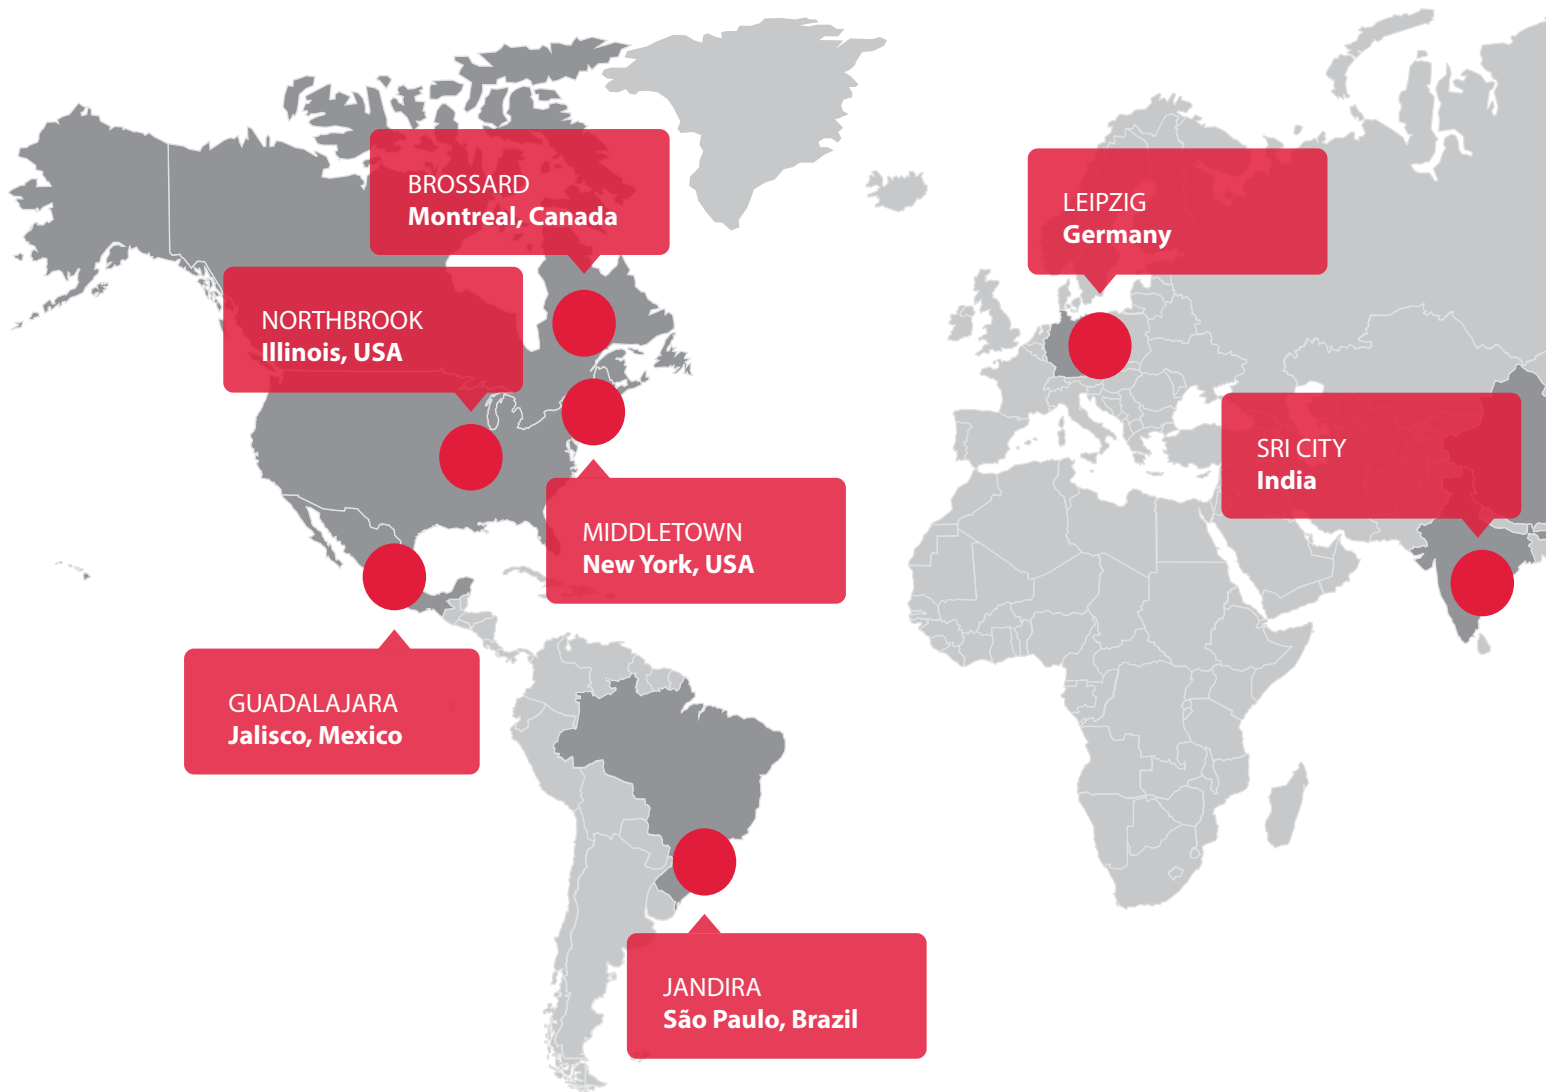 BROSSARD
Montreal, Canada
LEIPZIG
Germany
NORTHBROOK
Illinois, USA
SRI CITY
India
MIDDLETOWN
New York, USA
GUADALAJARA
Jalisco, Mexico
JANDIRA
São Paulo, Brazil